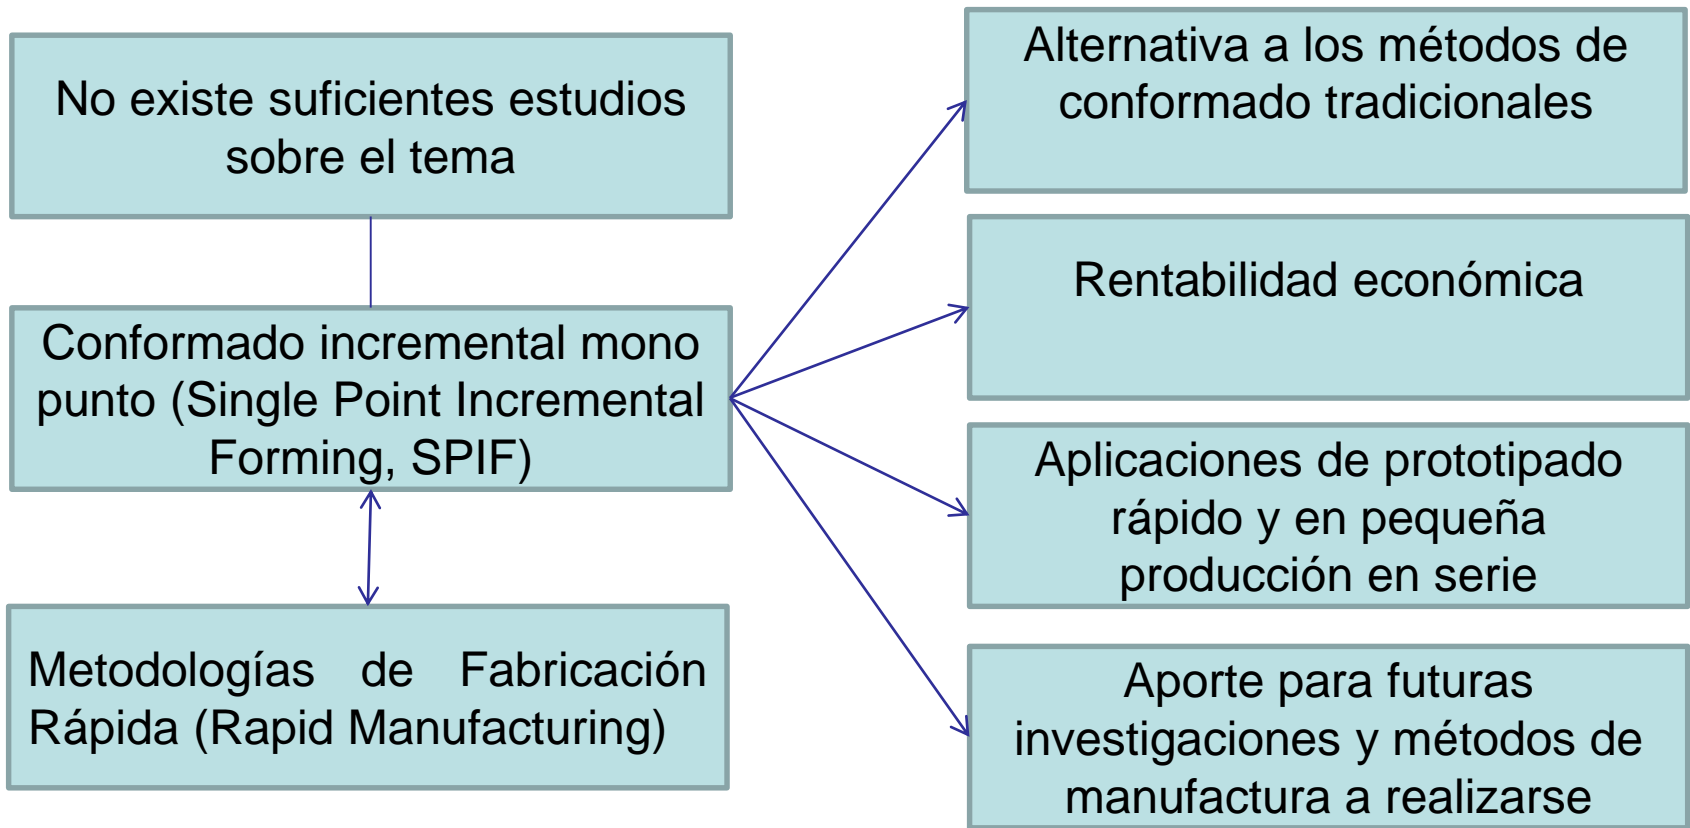 No existe suficientes estudios
sobre el tema
Conformado incremental mono
punto (Single Point Incremental
Forming, SPIF)
Metodologías de Fabricación
Rápida (Rapid Manufacturing)
Alternativa a los métodos de
conformado tradicionales
Rentabilidad económica
Aplicaciones de prototipado
rápido y en pequeña
producción en serie
Aporte para futuras
investigaciones y métodos de
manufactura a realizarse